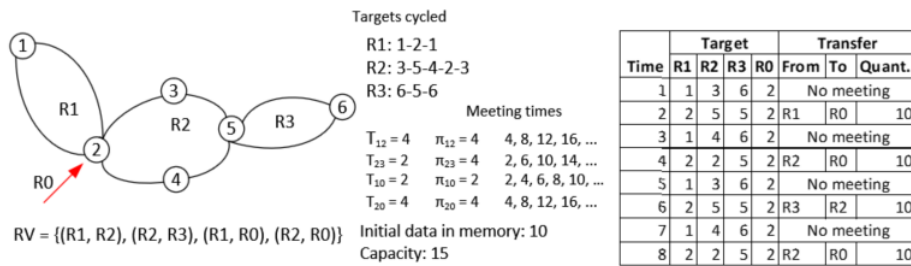 Targets cycled
R1: 1-2-1
R2: 3-5-4-2-3
R3: 6-5-6
1
3
6
R1
R2
5
R3
2
4
R0
RV = {(R1, R2), (R2, R3), (R1, R0), (R2, R0)}
Meeting times
T12 = 4 π12 = 4 4, 8, 12, 16, ...
T23 = 2 π23 = 4 2, 6, 10, 14, ...
T10 = 2 π10 = 2 2, 4, 6, 8, 10, ...
T20 = 4 π20 = 4 4, 8, 12, 16, ...
Initial data in memory: 10
Capacity: 15
Target Transfer
Time R1 R2 R3 R0 From To Quant.
1 1 3 6 2 No meeting
2 2 5 5 2 R1 R0 10
3 1 4 6 2 No meeting
4 2 2 5 2 R2 R0 10
5 1 3 6 2 No meeting
6 2 5 5 2 R3 R2 10
7 1 4 6 2 No meeting
8 2 2 5 2 R2 R0 10